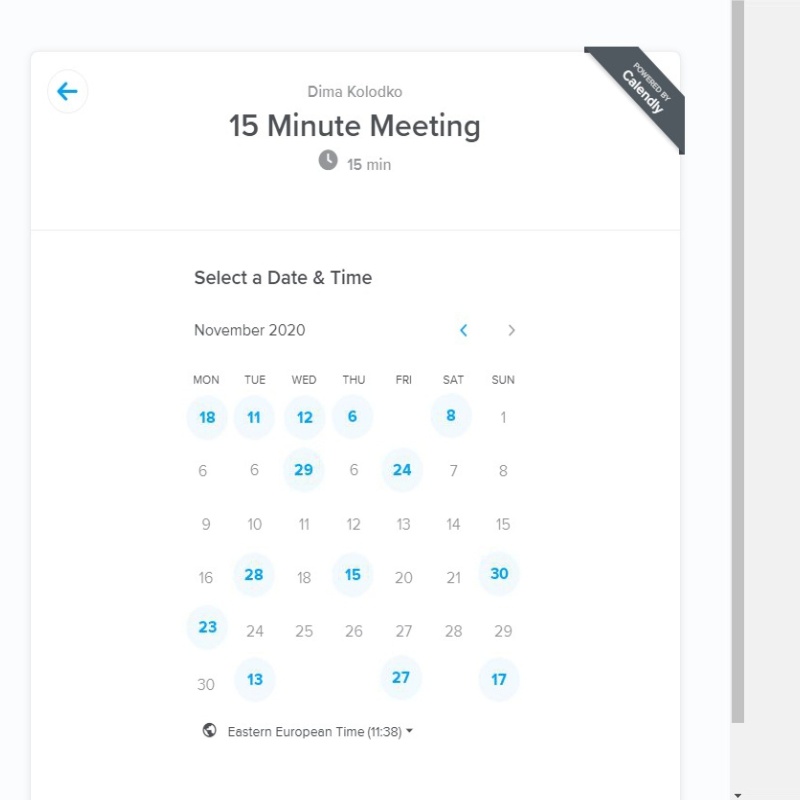 POWERED BY
Calendly
Dima Kolodko
15 Minute Meeting
15 min
Select a Date & Time
November 2020
MON TUE WED THU FRI SAT SUN
18 11 12 6 8 1
6 6 29 6 24 7 8
9 10 11 12 13 14 15
16 28 18 15 20 21 30
23 24 25 26 27 28 29
30 13 27 17
Eastern European Time (11:38)